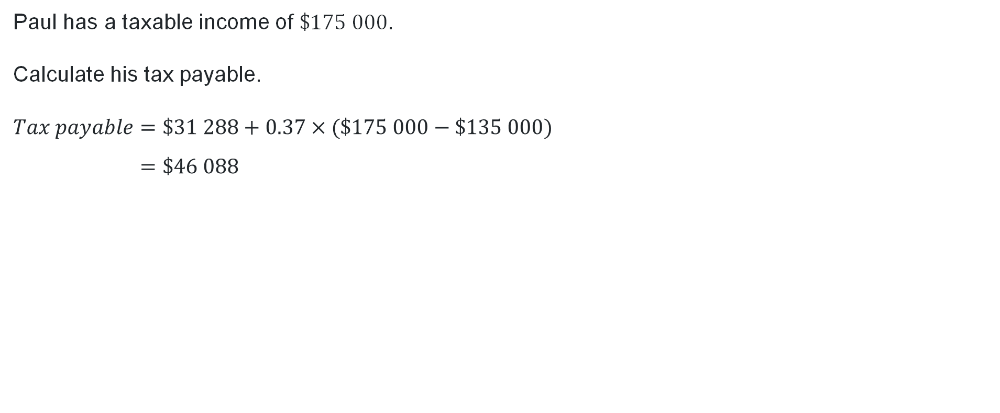 Paul has a taxable income of $175 000.
Calculate his tax payable.
Tax payable = $31 288 + 0.37 × ($175 000 − $135 000)
= $46 088